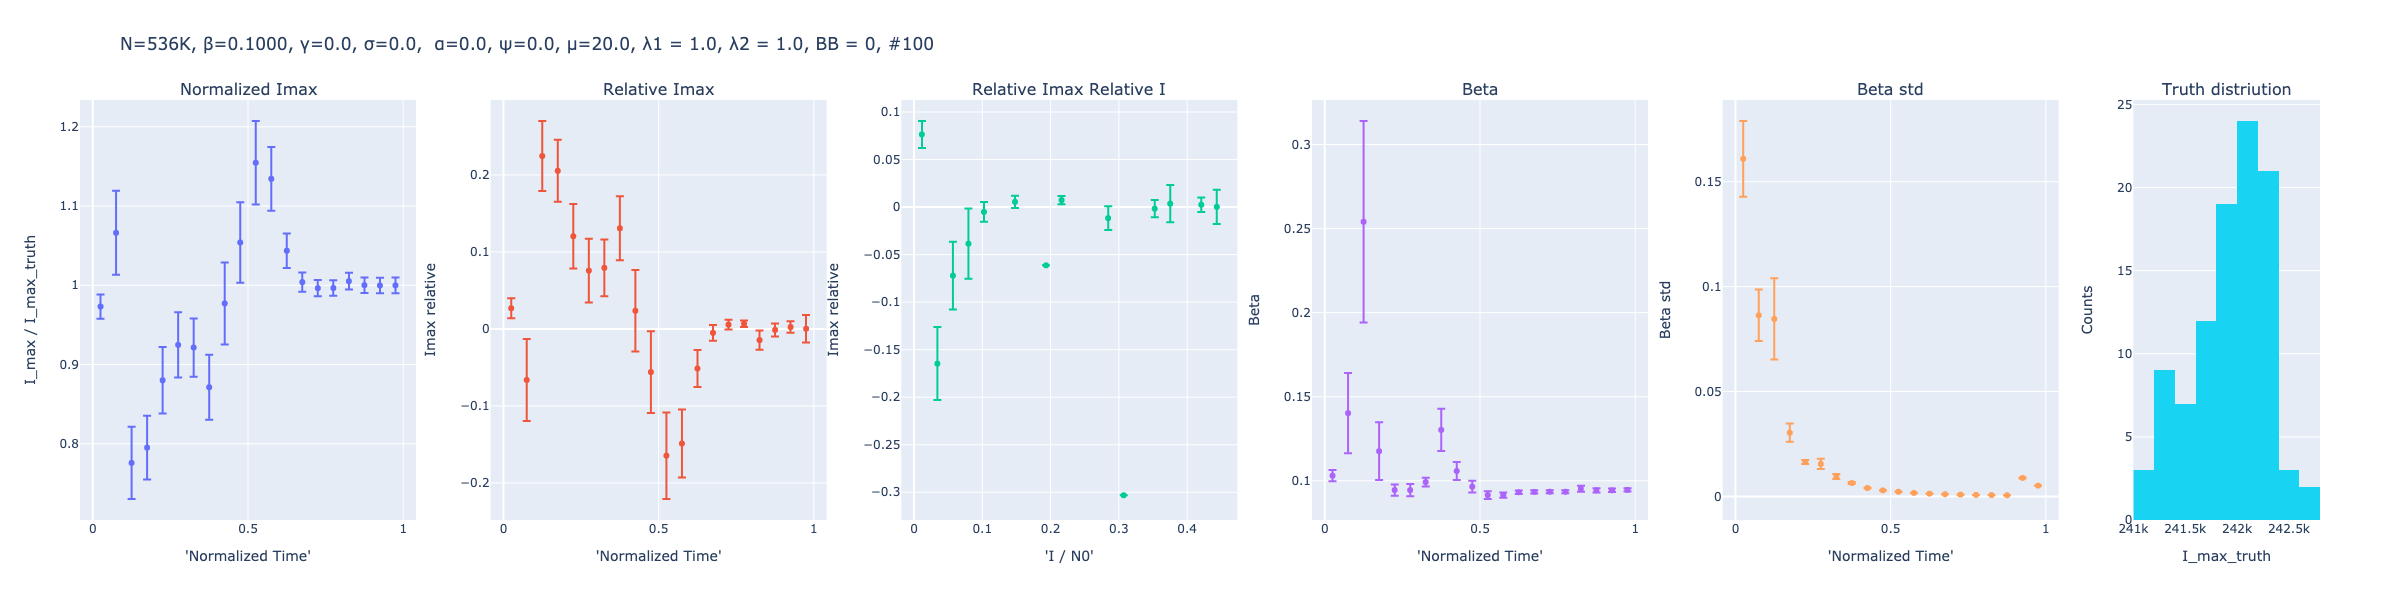 N=536K, β=0.1000, γ=0.0, σ=0.0,  α=0.0, ψ=0.0, μ=20.0, λ1 = 1.0, λ2 = 1.0, BB = 0, #100
Normalized Imax
I_max / I_max_truth
1.2
1.1
1
0.9
0.8
0
0.5
1
'Normalized Time'
Relative Imax
Imax relative
0.2
0.1
0
−0.1
−0.2
0
0.5
1
'Normalized Time'
Relative Imax Relative I
Imax relative
0.1
0.05
0
−0.05
−0.1
−0.15
−0.2
−0.25
−0.3
0
0.1
0.2
0.3
0.4
'I / N0'
Beta
Beta
0.3
0.25
0.2
0.15
0.1
0
0.5
1
'Normalized Time'
Beta std
Beta std
0.15
0.1
0.05
0
0
0.5
1
'Normalized Time'
Truth distriution
Counts
25
20
15
10
5
0
241k
241.5k
242k
242.5k
I_max_truth